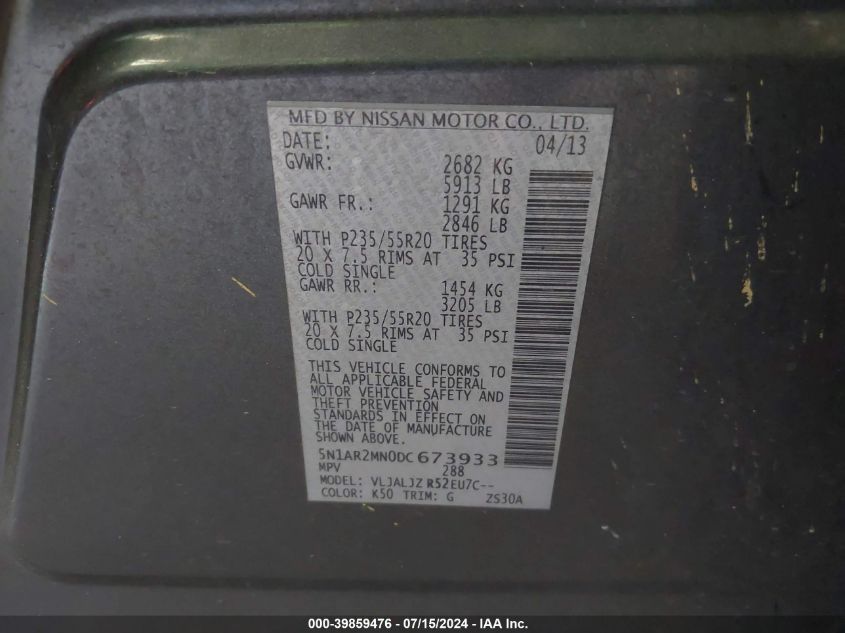 MFD BY NISSAN MOTOR CO., LTD.
DATE: 04/13
GVWR: 2682 KG
5913 LB
GAWR FR.: 1291 KG
2846 LB
WITH P235/55R20 TIRES
20 X 7.5 RIMS AT 35 PSI
COLD SINGLE
GAWR RR.: 1454 KG
3205 LB
WITH P235/55R20 TIRES
20 X 7.5 RIMS AT 35 PSI
COLD SINGLE
THIS VEHICLE CONFORMS TO
ALL APPLICABLE FEDERAL
MOTOR VEHICLE SAFETY AND
THEFT PREVENTION
STANDARDS IN EFFECT ON
THE DATE OF MANUFACTURE
SHOWN ABOVE.
5N1AR2MN0DC673933
MPV 288
MODEL: VLJALJZ R52EU7C--
COLOR: K50 TRIM: G ZS30A
000-39859476 - 07/15/2024 - IAA Inc.